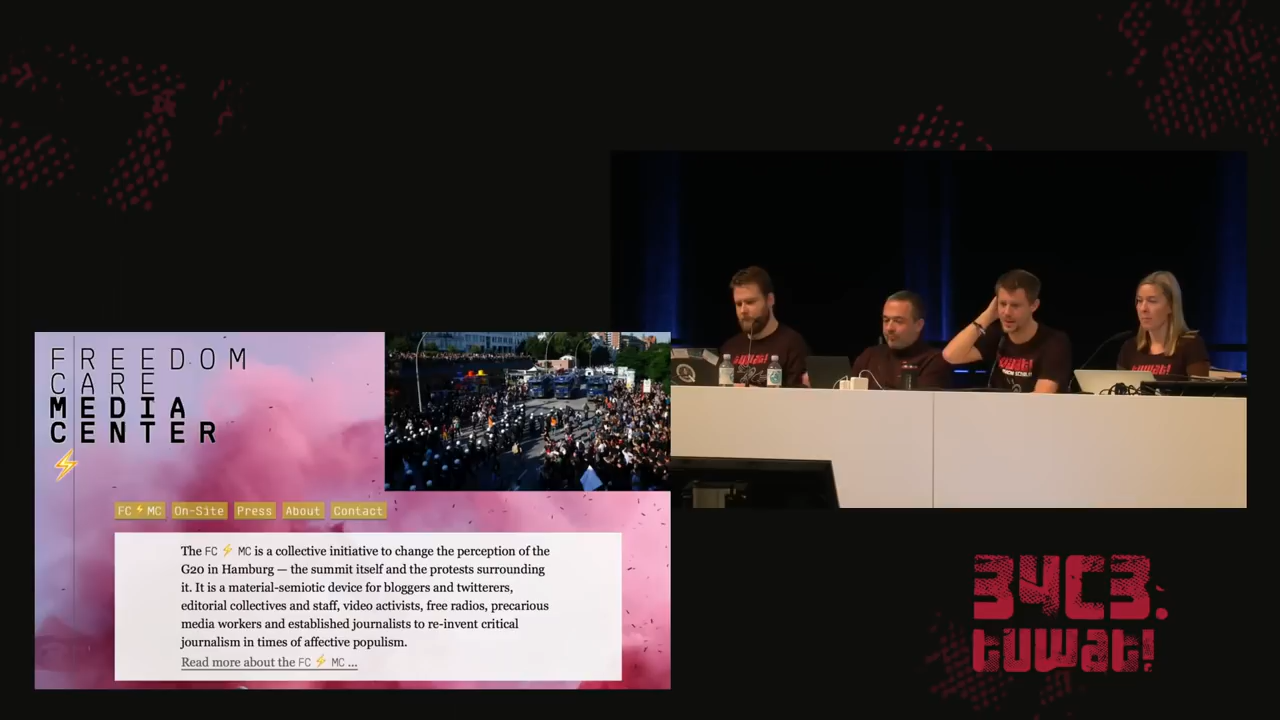 FREEDOM
CARE
MEDIA
CENTER
FC⚡MC On-Site Press About Contact
The FC ⚡ MC is a collective initiative to change the perception of the
G20 in Hamburg — the summit itself and the protests surrounding
it. It is a material-semiotic device for bloggers and twitterers,
editorial collectives and staff, video activists, free radios, precarious
media workers and established journalists to re-invent critical
journalism in times of affective populism.
Read more about the FC ⚡ MC ...
34C3:
tuwat!